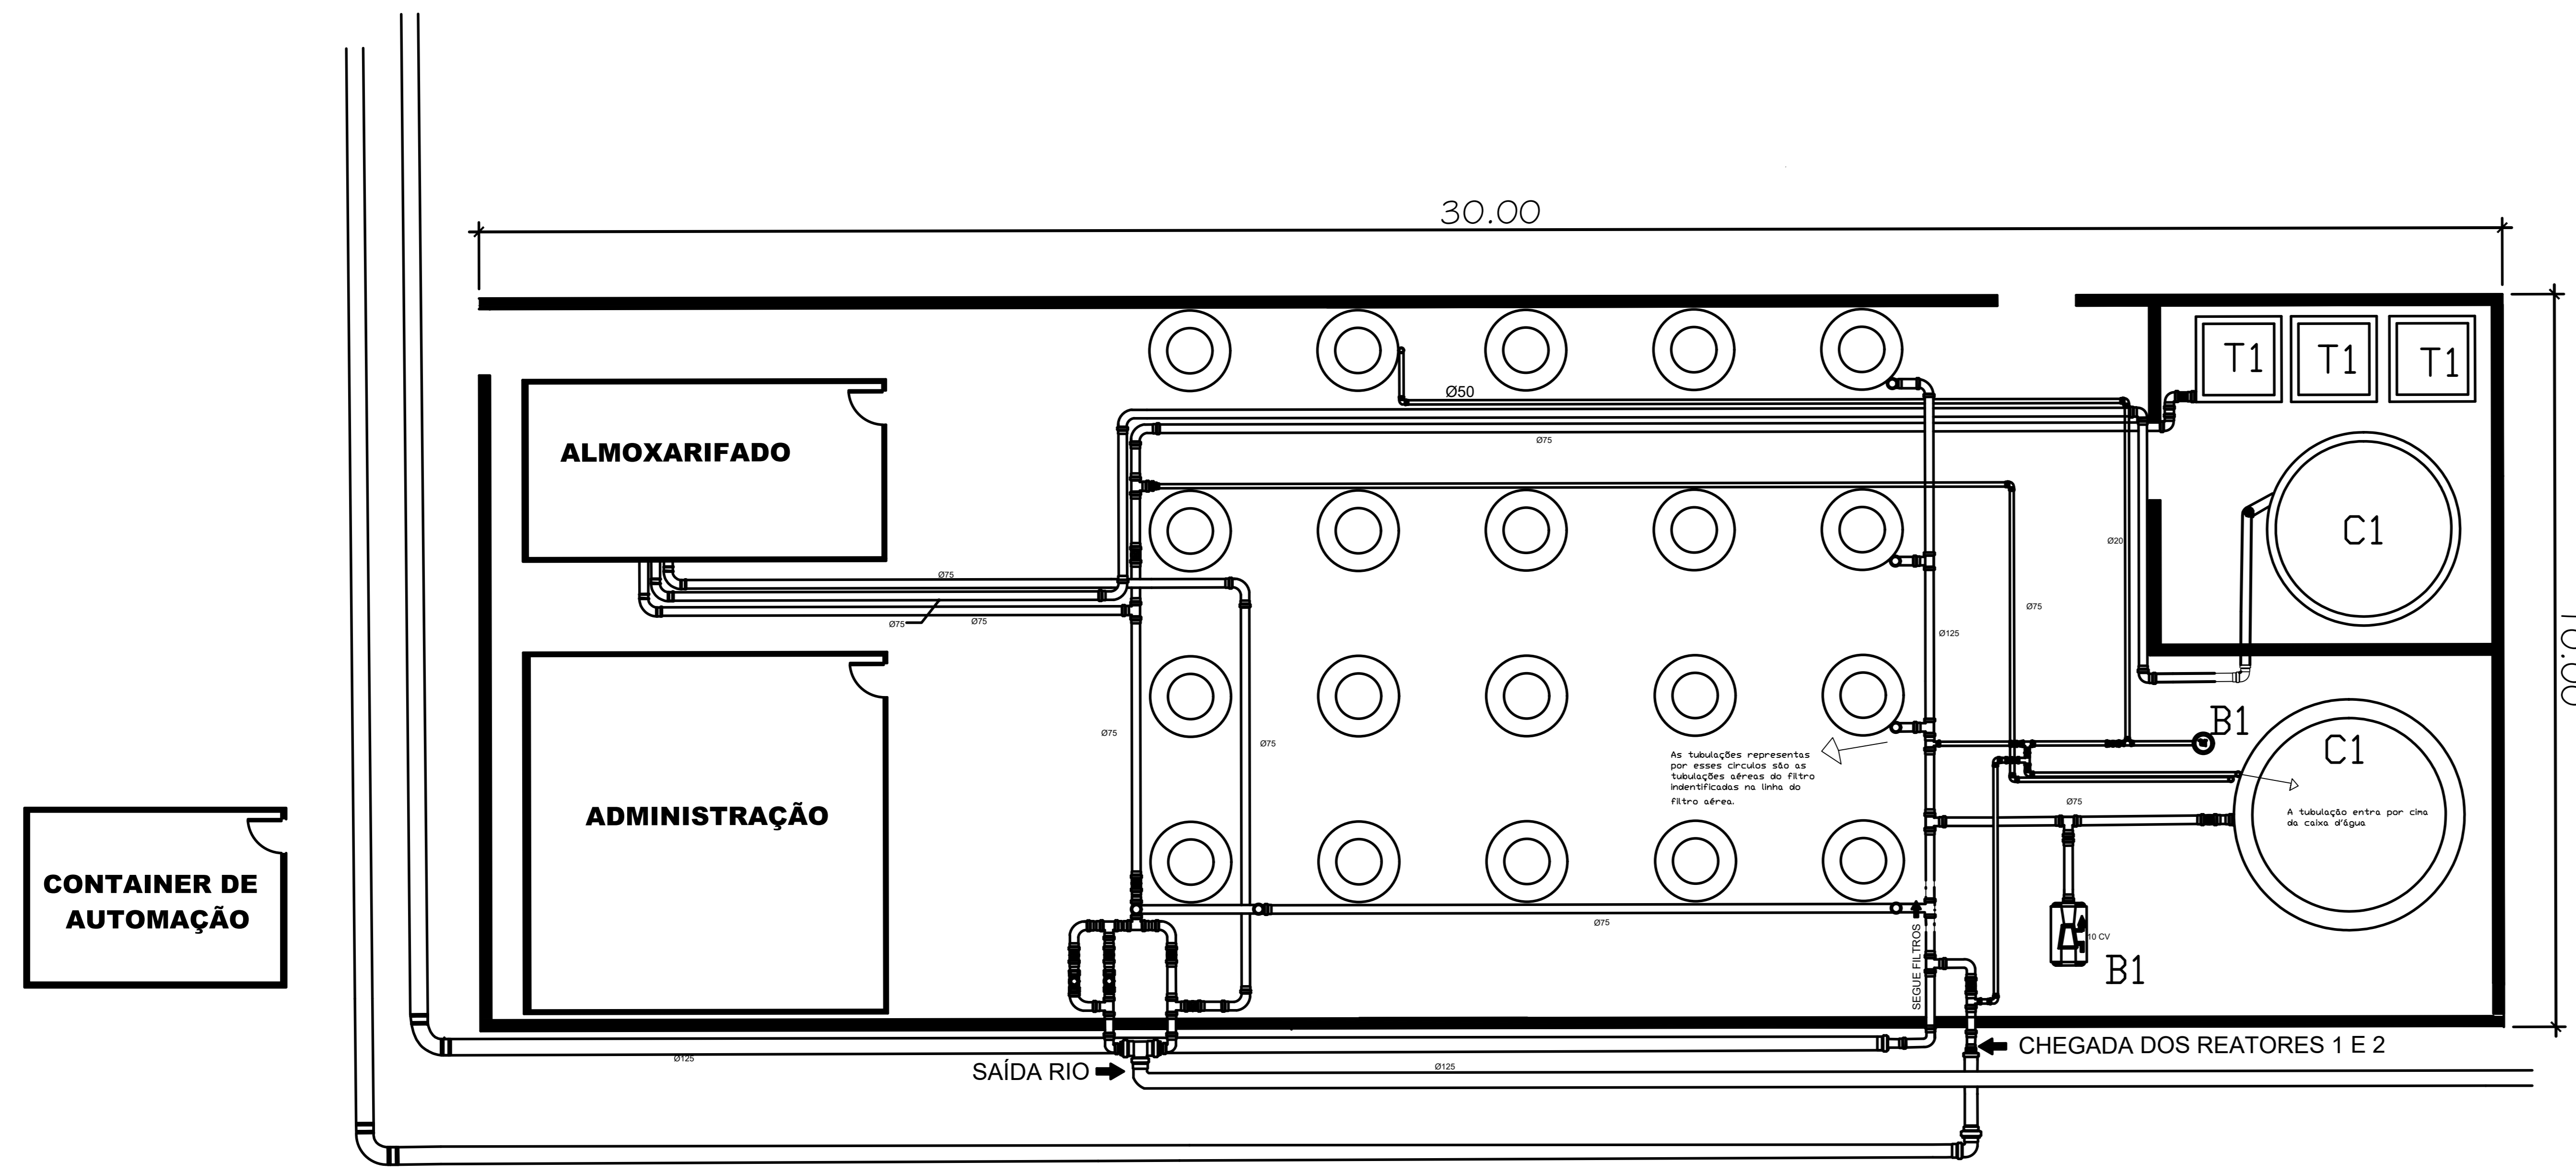 30.00
T1
T1
T1
Ø50
Ø75
ALMOXARIFADO
C1
Ø20
Ø75
Ø75
Ø75
Ø75
Ø125
10.00
B1
Ø75
Ø75
C1
As tubulações representas
por esses circulos são as
tubulações aéreas do filtro
indentificadas na linha do
filtro aérea.
Ø75
A tubulação entra por cima
da caixa d'água
ADMINISTRAÇÃO
CONTAINER DE
AUTOMAÇÃO
Ø75
SEGUE FILTROS
10 CV
B1
CHEGADA DOS REATORES 1 E 2
Ø125
SAÍDA RIO
Ø125